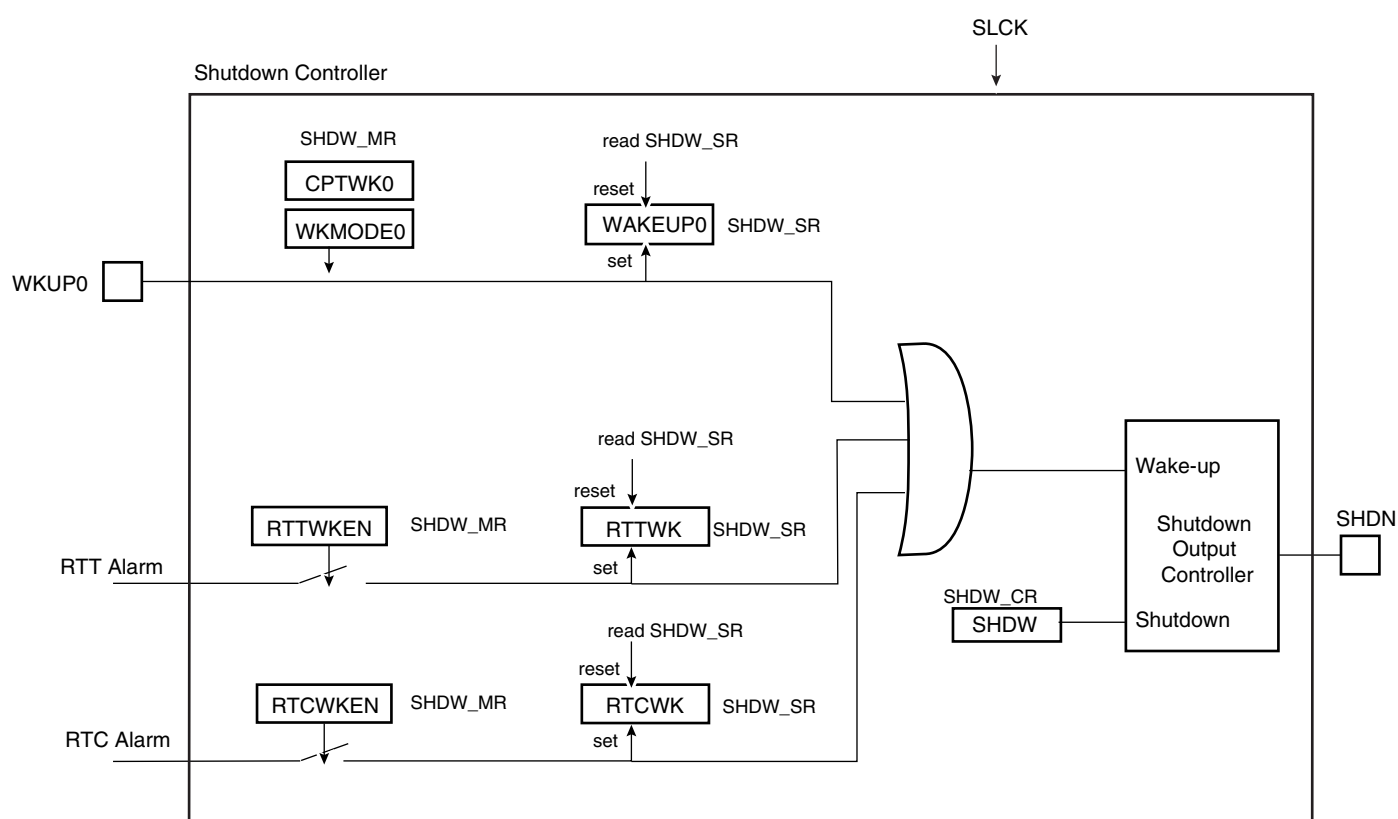 SLCK
Shutdown Controller
SHDW_MR
read SHDW_SR
CPTWK0
reset
WKMODE0
WAKEUP0
SHDW_SR
set
WKUP0
read SHDW_SR
Wake-up
reset
RTTWKEN
SHDW_MR
RTTWK
SHDW_SR
Shutdown
Output
Controller
SHDN
RTT Alarm
set
SHDW_CR
SHDW
Shutdown
read SHDW_SR
reset
RTCWKEN
SHDW_MR
RTCWK
SHDW_SR
RTC Alarm
set